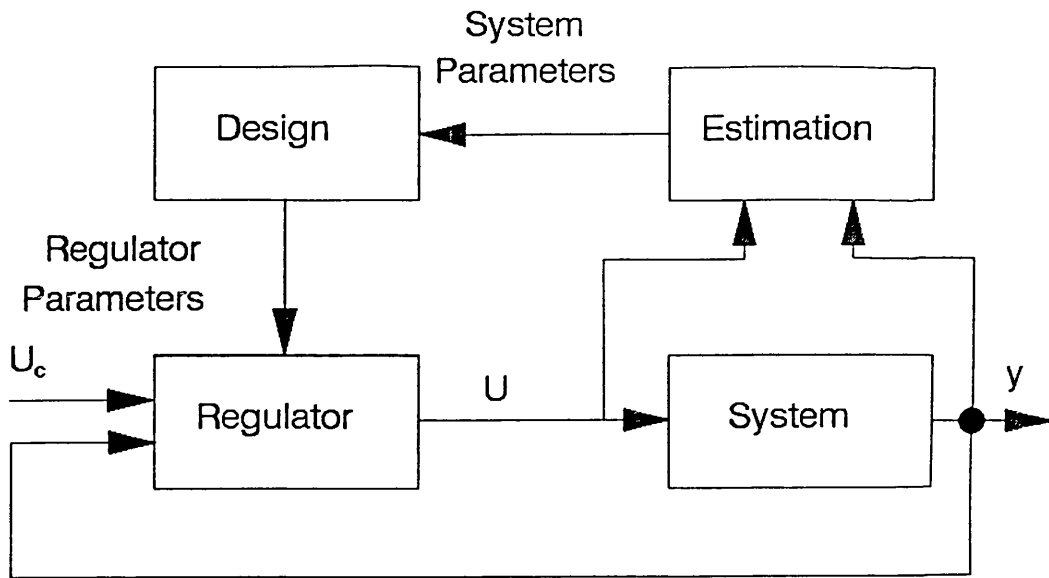 System
Parameters
Design
Estimation
Regulator
Parameters
Uc
Regulator
U
System
y